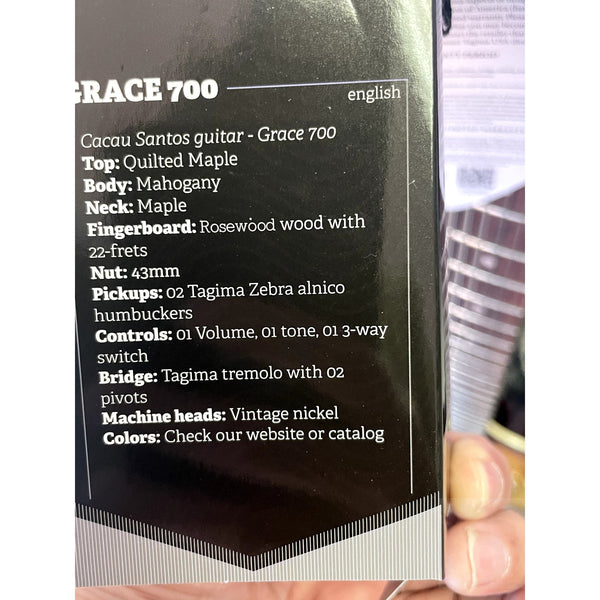 GRACE 700
english
Cacau Santos guitar - Grace 700
Top: Quilted Maple
Body: Mahogany
Neck: Maple
Fingerboard: Rosewood wood with
22-frets
Nut: 43mm
Pickups: 02 Tagima Zebra alnico
humbuckers
Controls: 01 Volume, 01 tone, 01 3-way
switch
Bridge: Tagima tremolo with 02
pivots
Machine heads: Vintage nickel
Colors: Check our website or catalog